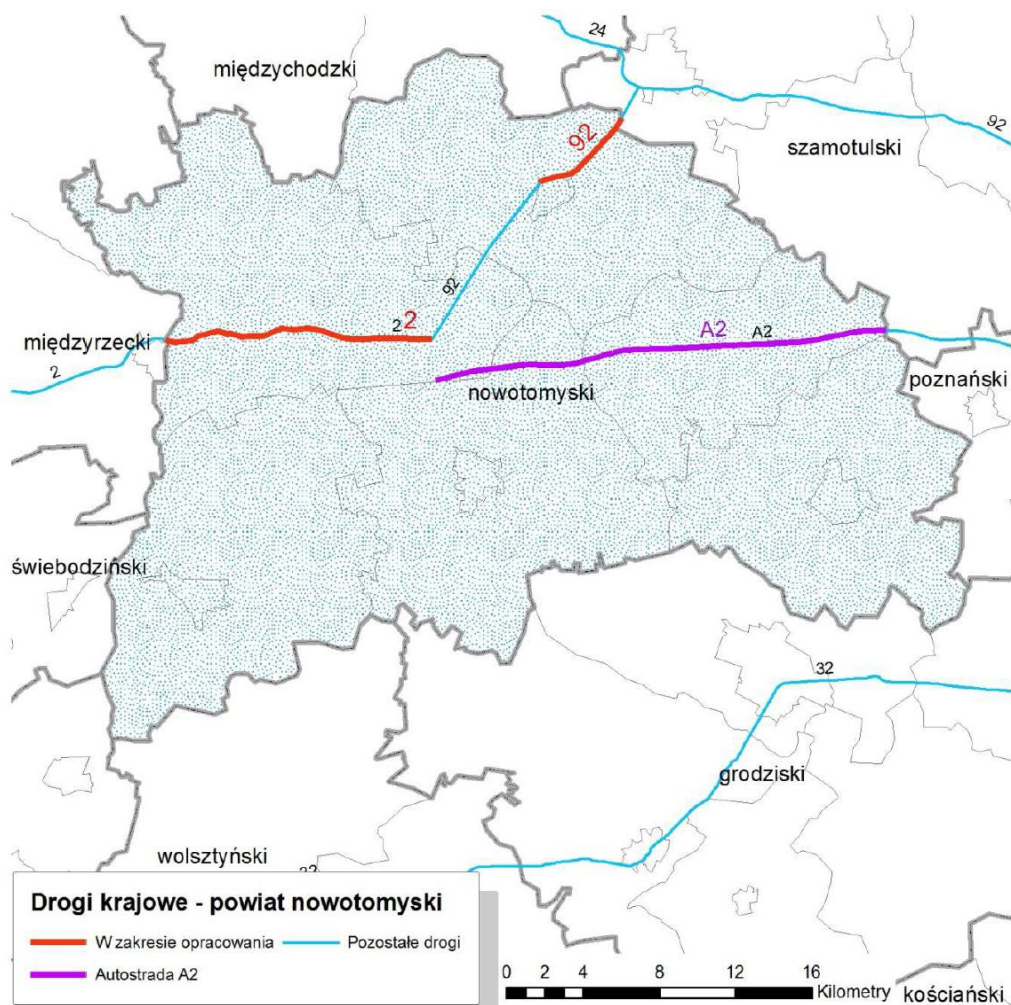 24
międzychodzki
92
92
szamotulski
92
2
2
A2
A2
międzyrzecki
2
nowotomyski
poznański
świebodziński
32
grodziski
wolsztyński
Drogi krajowe - powiat nowotomyski
W zakresie opracowania
Pozostałe drogi
Autostrada A2
0 2 4 8 12 16
Kilometry
kościański